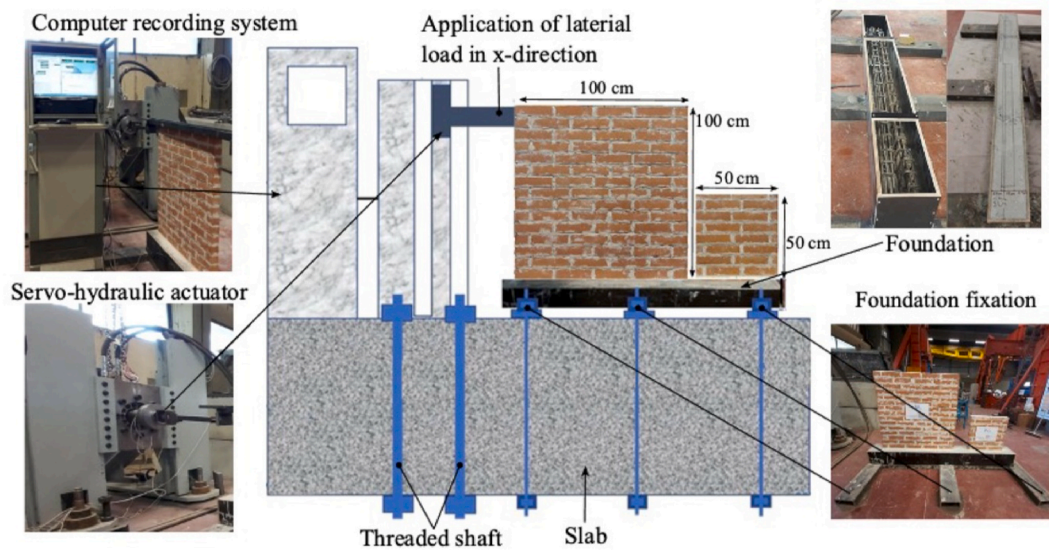 Computer recording system
Application of laterial
load in x-direction
100 cm
100 cm
50 cm
50 cm
Foundation
Servo-hydraulic actuator
Foundation fixation
Threaded shaft
Slab